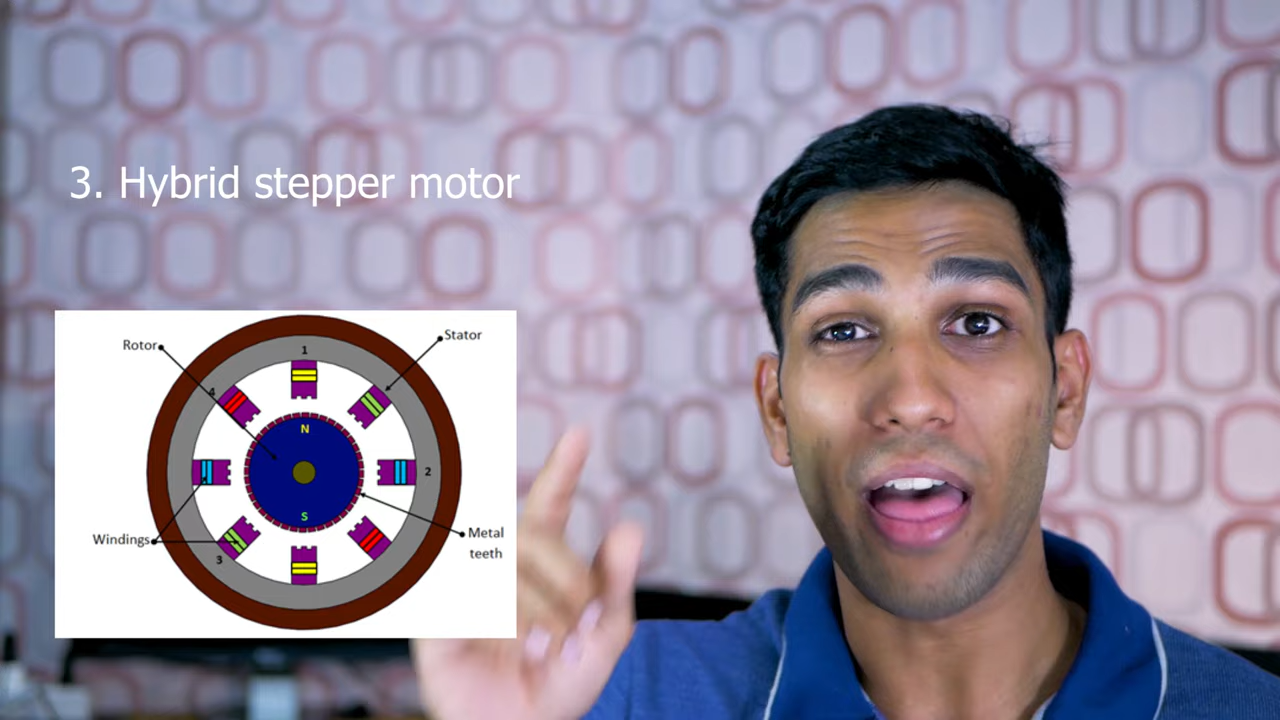 3. Hybrid stepper motor
Rotor
Stator
1
4
N
2
S
Windings
3
Metal
teeth